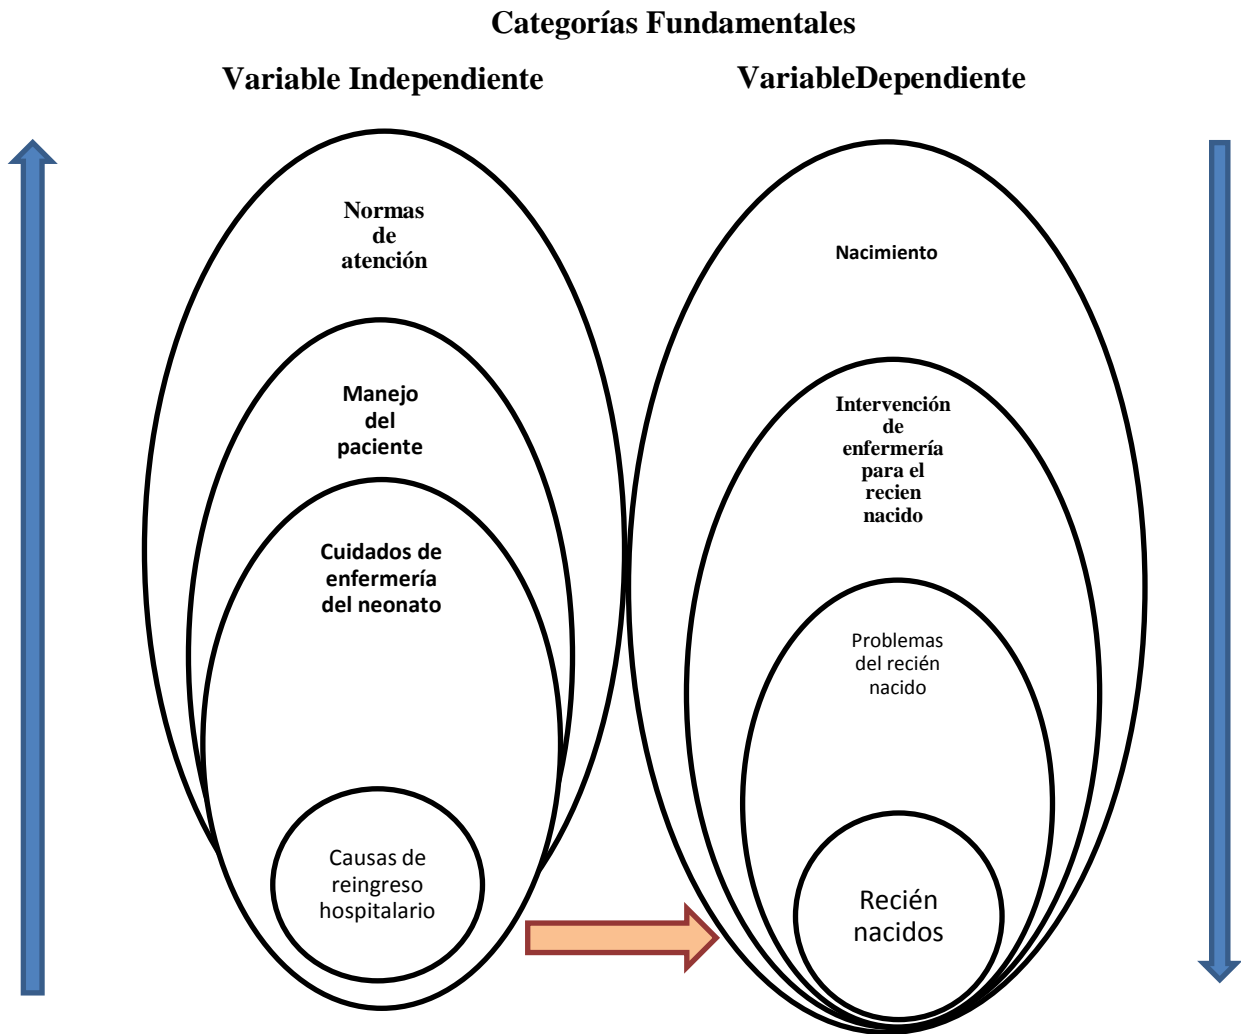 Categorías Fundamentales
Variable Independiente
VariableDependiente
Normas
de
atención
Manejo
del
paciente
Cuidados de
enfermería
del neonato
Causas de
reingreso
hospitalario
Nacimiento
Intervención
de
enfermería
para el
recien
nacido
Problemas
del recién
nacido
Recién
nacidos